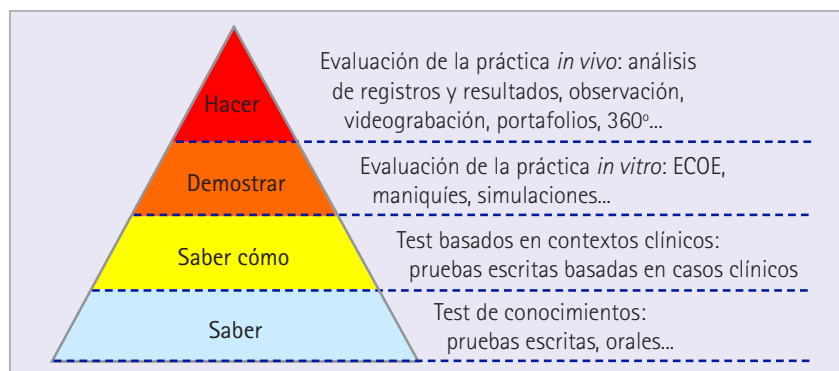 Hacer
Evaluación de la práctica in vivo: análisis
de registros y resultados, observación,
videograbación, portafolios, 360º...
Demostrar
Evaluación de la práctica in vitro: ECOE,
maniquíes, simulaciones...
Saber cómo
Test basados en contextos clínicos:
pruebas escritas basadas en casos clínicos
Saber
Test de conocimientos:
pruebas escritas, orales...